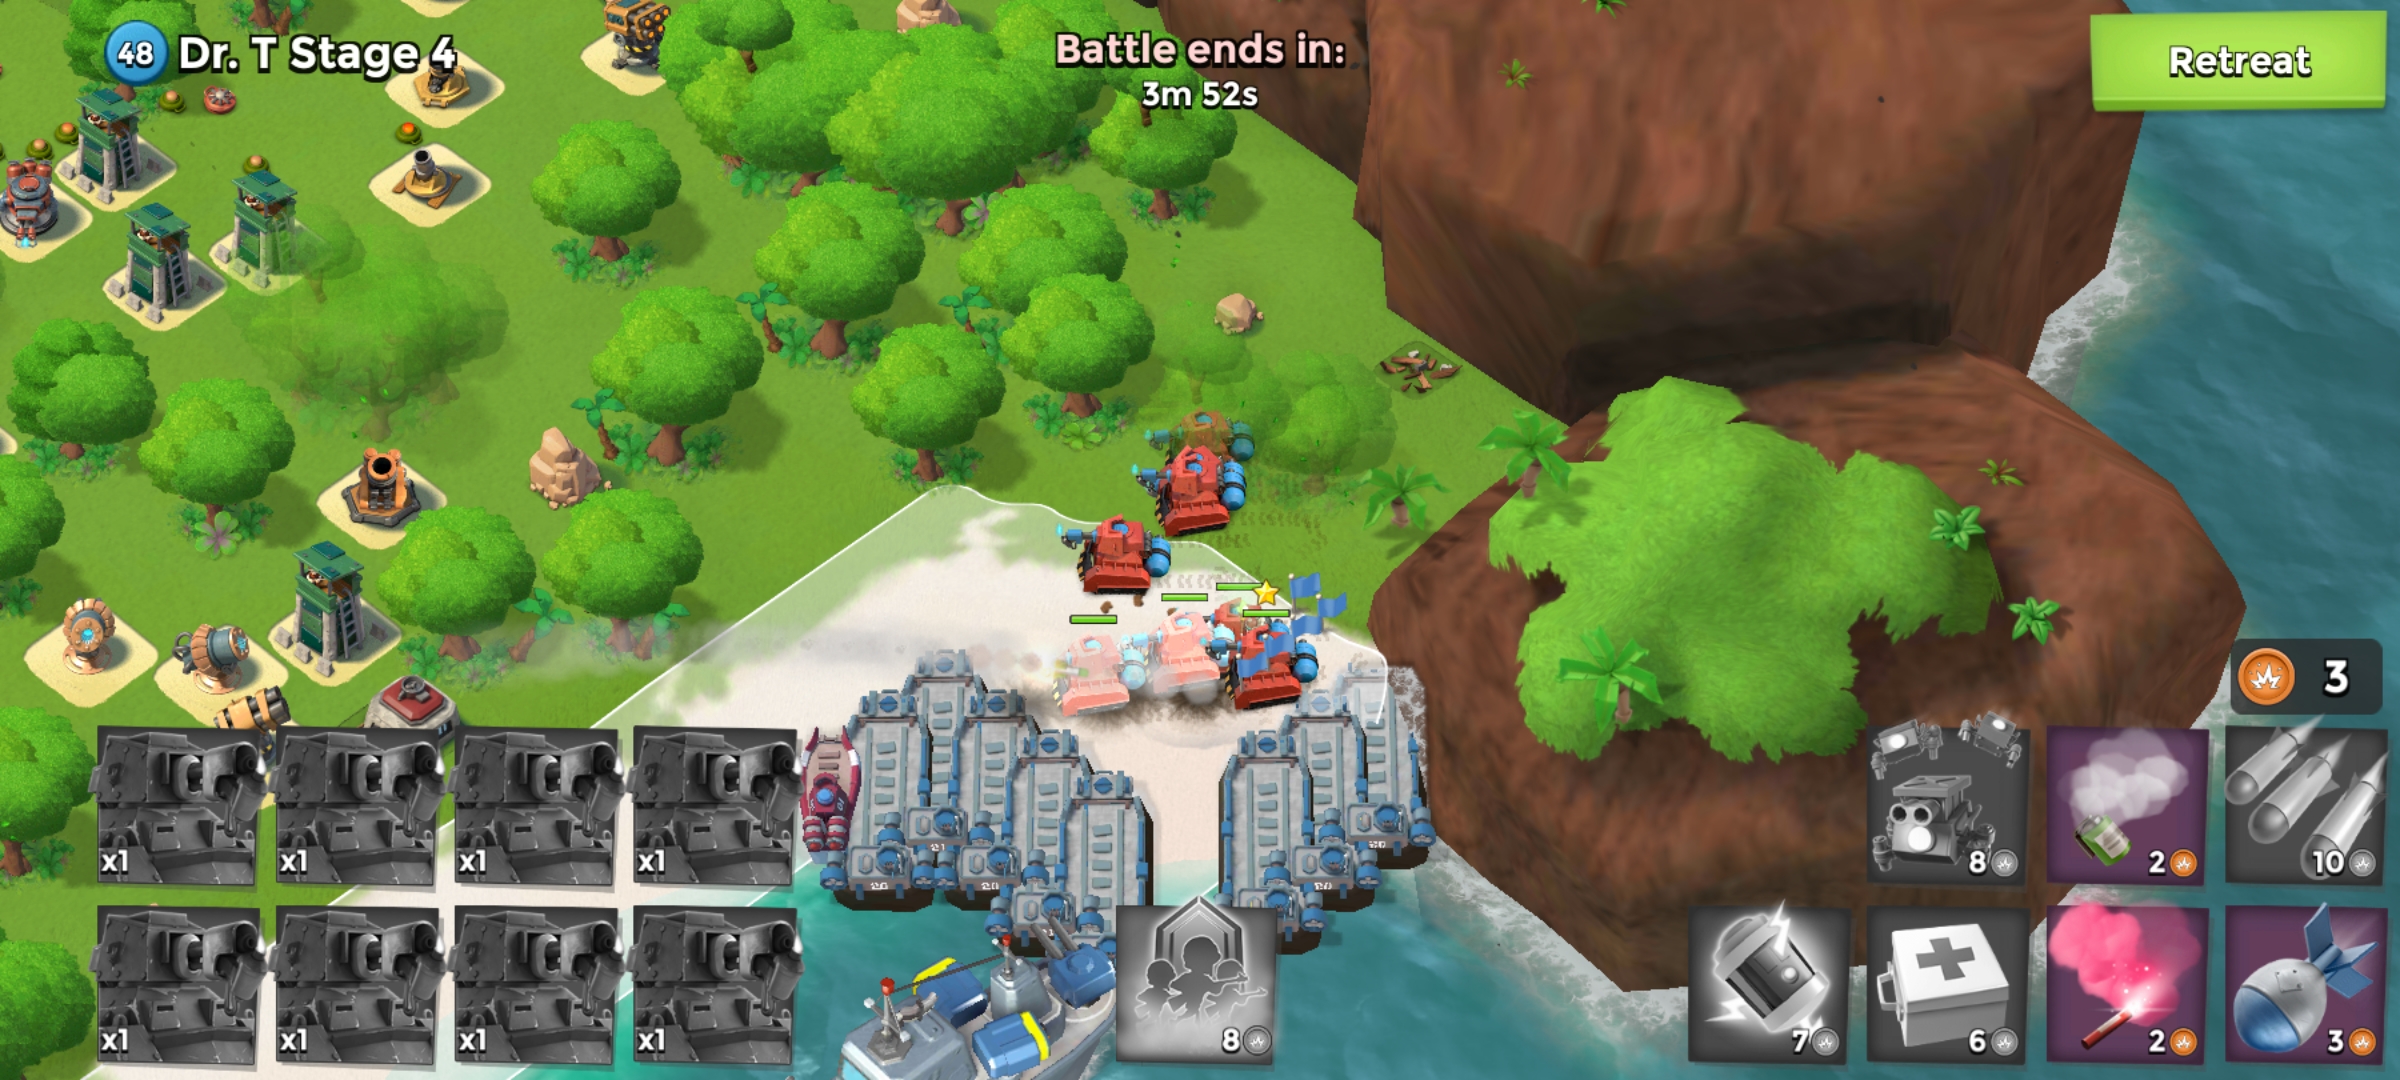 48 Dr. T Stage 4
Battle ends in:
3m 52s
Retreat
3
x1 x1 x1 x1
8 2 10
x1 x1 x1 x1
8 7 6 2 3